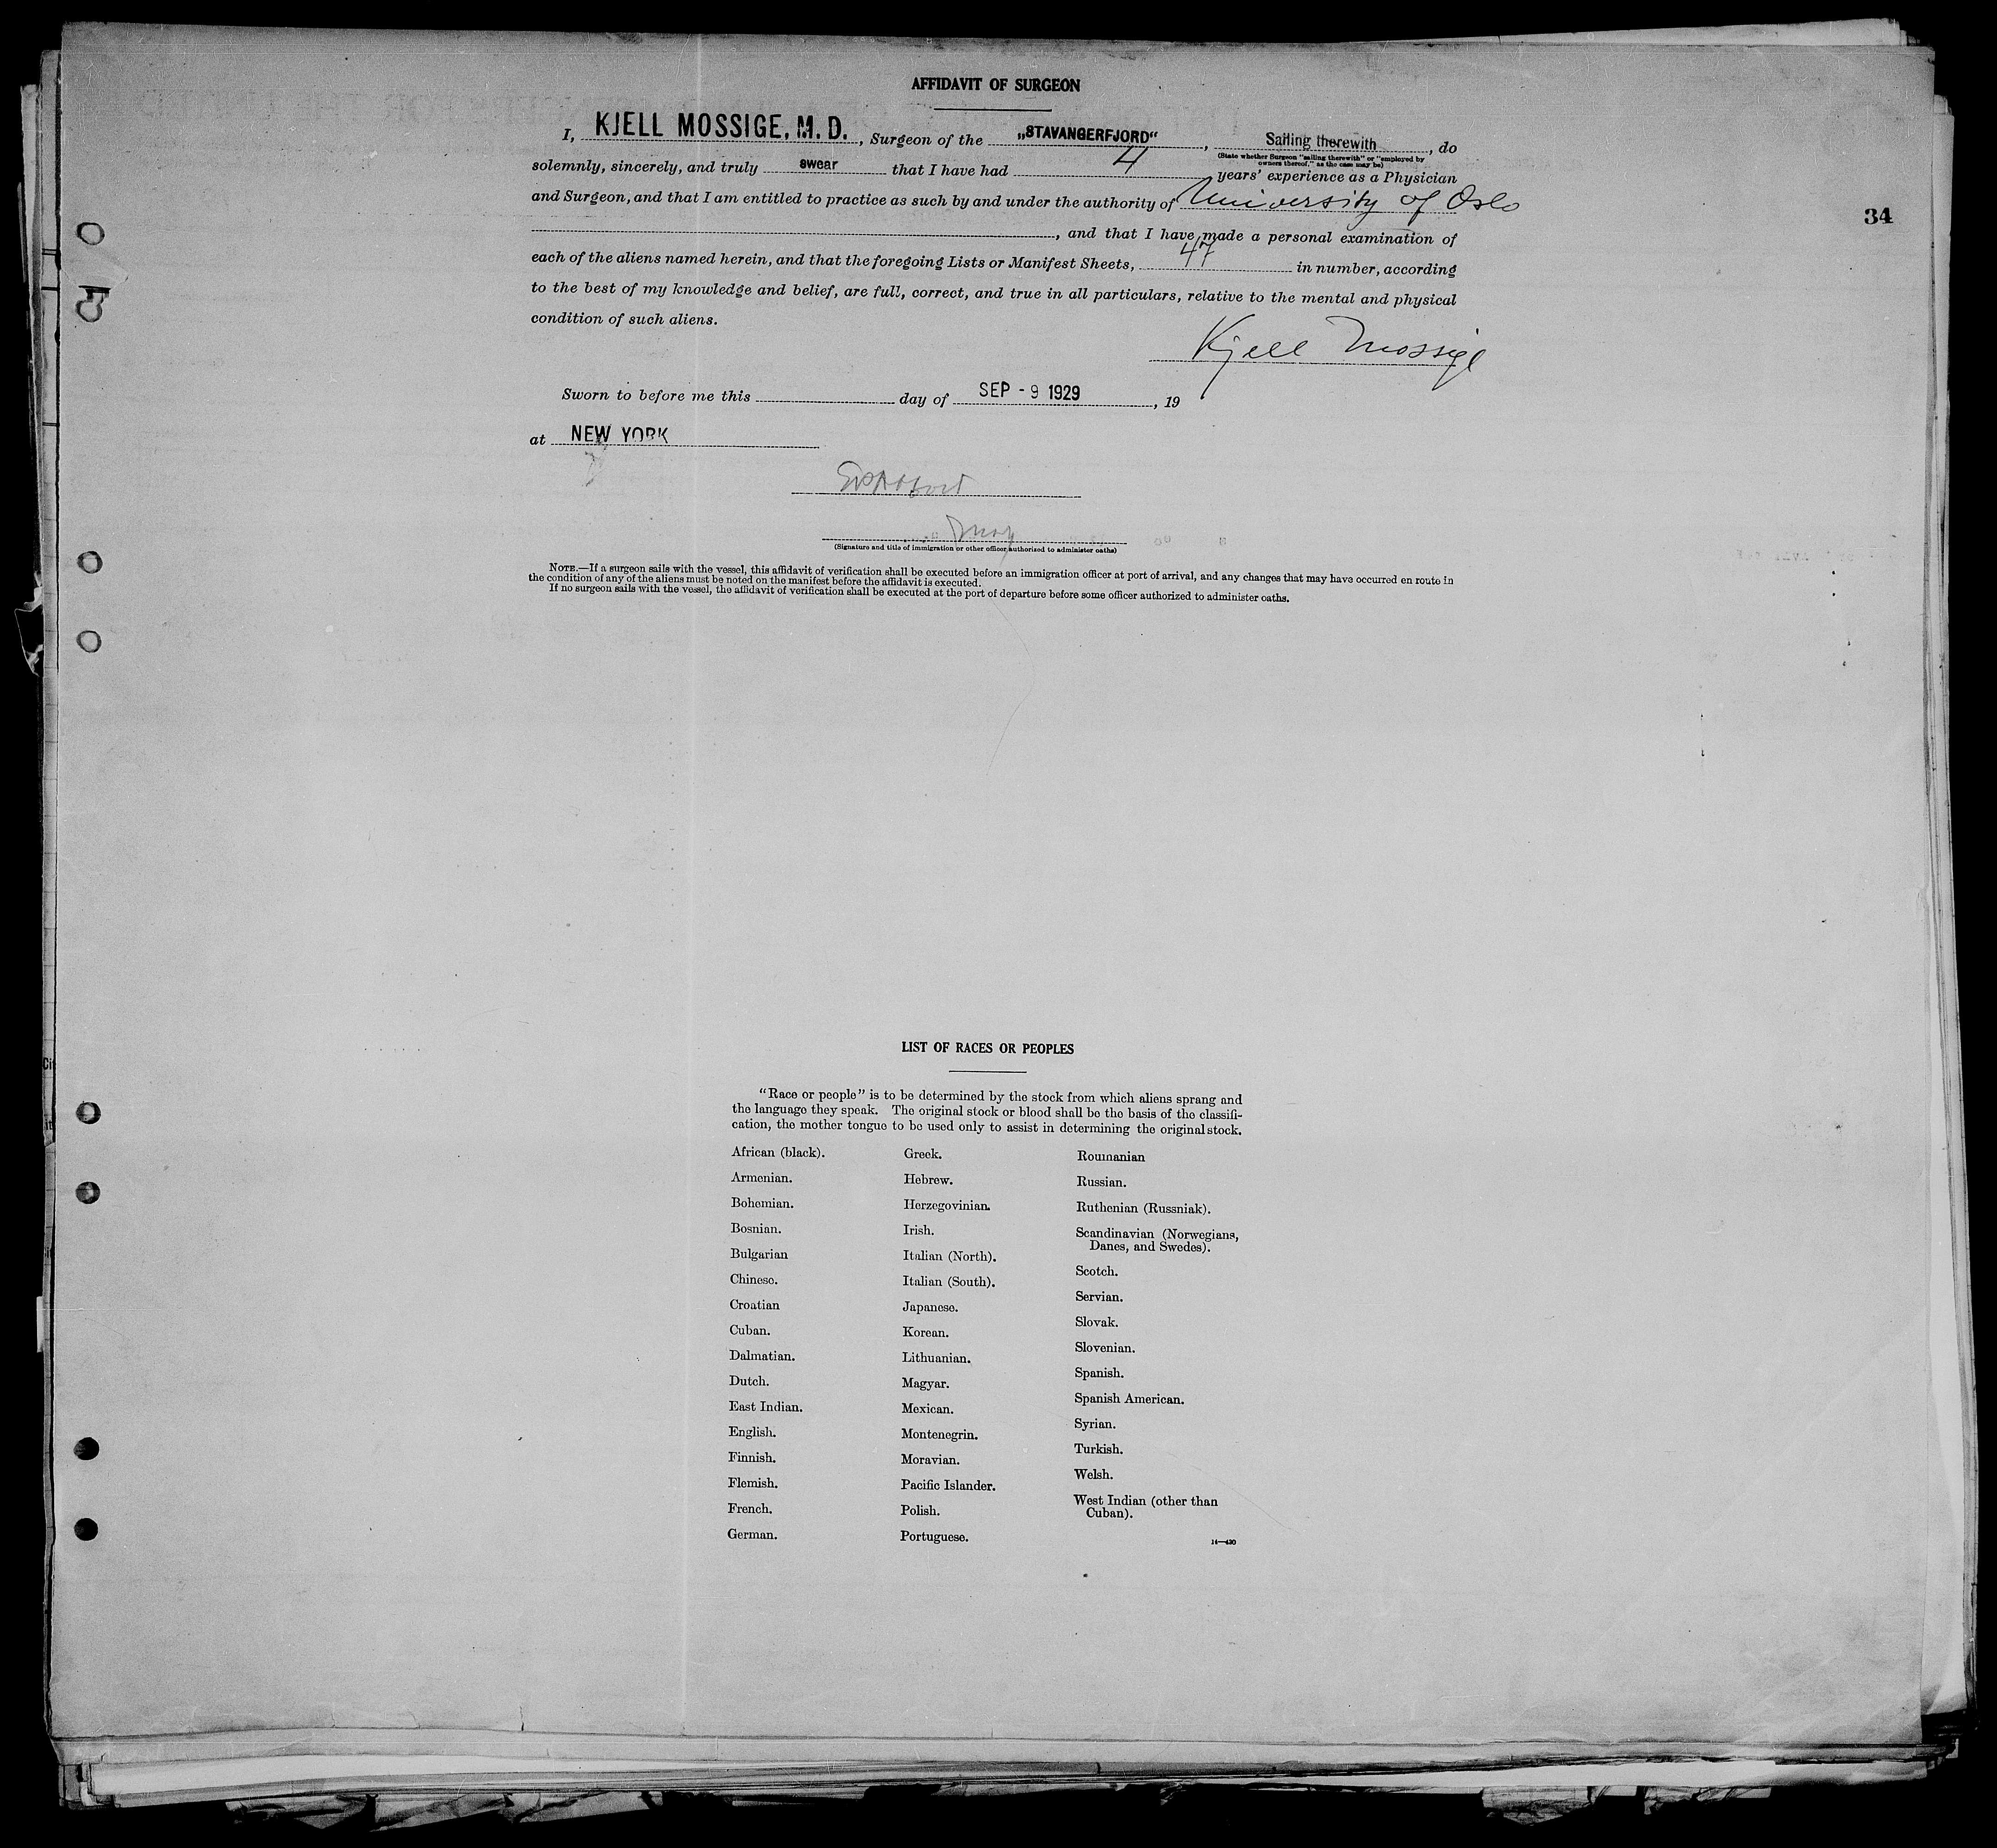 AFFIDAVIT OF SURGEON
I, KJELL MOSSIGE, M. D., Surgeon of the „STAVANGERFJORD“, Sailing therewith, do
(State whether Surgeon "sailing therewith" or "employed by
owners thereof," as the case may be)
solemnly, sincerely, and truly swear that I have had 4 years' experience as a Physician
and Surgeon, and that I am entitled to practice as such by and under the authority of University of Oslo
34
, and that I have made a personal examination of
each of the aliens named herein, and that the foregoing Lists or Manifest Sheets, 47 in number, according
to the best of my knowledge and belief, are full, correct, and true in all particulars, relative to the mental and physical
condition of such aliens.
Kjell Mossige
Sworn to before me this day of SEP - 9 1929, 19
at NEW YORK
(Signature and title of immigration or other officer authorized to administer oaths)
NOTE.—If a surgeon sails with the vessel, this affidavit of verification shall be executed before an immigration officer at port of arrival, and any changes that may have occurred en route in
the condition of any of the aliens must be noted on the manifest before the affidavit is executed.
If no surgeon sails with the vessel, the affidavit of verification shall be executed at the port of departure before some officer authorized to administer oaths.
LIST OF RACES OR PEOPLES
"Race or people" is to be determined by the stock from which aliens sprang and
the language they speak. The original stock or blood shall be the basis of the classifi-
cation, the mother tongue to be used only to assist in determining the original stock.
African (black).
Armenian.
Bohemian.
Bosnian.
Bulgarian
Chinese.
Croatian
Cuban.
Dalmatian.
Dutch.
East Indian.
English.
Finnish.
Flemish.
French.
German.
Greek.
Hebrew.
Herzegovinian.
Irish.
Italian (North).
Italian (South).
Japanese.
Korean.
Lithuanian.
Magyar.
Mexican.
Montenegrin.
Moravian.
Pacific Islander.
Polish.
Portuguese.
Roumanian
Russian.
Ruthenian (Russniak).
Scandinavian (Norwegians,
Danes, and Swedes).
Scotch.
Servian.
Slovak.
Slovenian.
Spanish.
Spanish American.
Syrian.
Turkish.
Welsh.
West Indian (other than
Cuban).
14—430